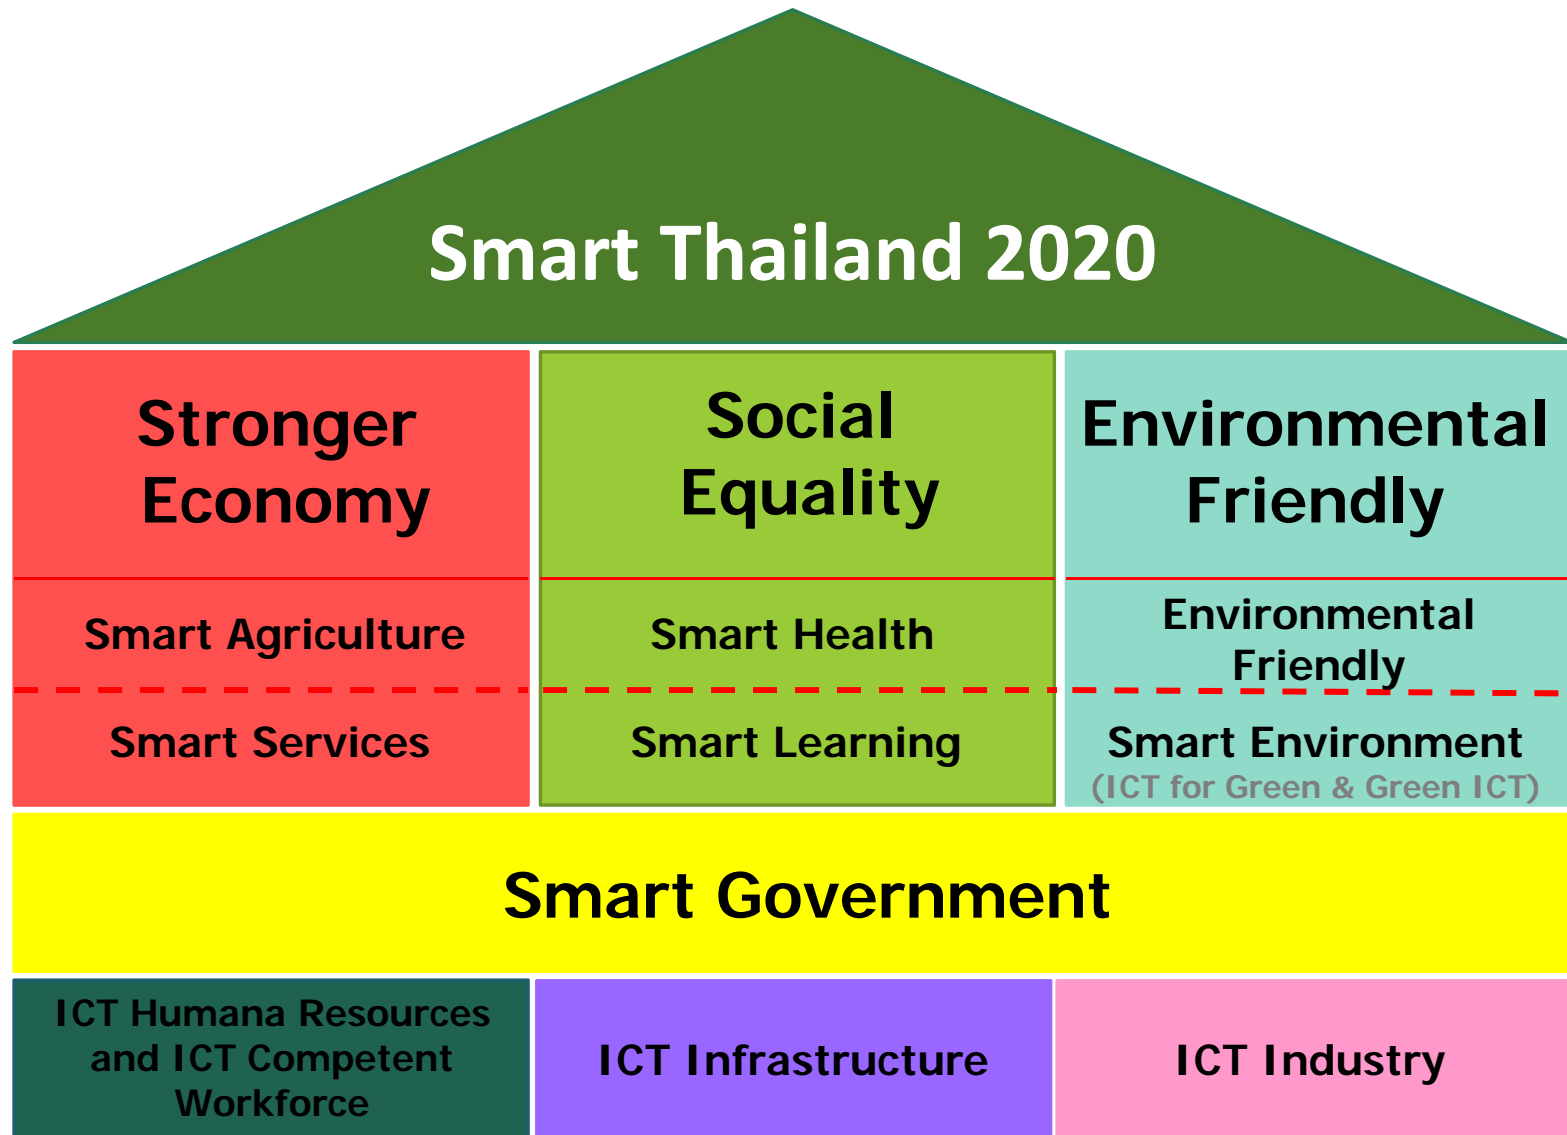 Smart Thailand 2020
Stronger
Economy
Smart Agriculture
Smart Services
Social
Equality
Smart Health
Smart Learning
Environmental
Friendly
Environmental
Friendly
Smart Environment
(ICT for Green & Green ICT)
Smart Government
ICT Humana Resources
and ICT Competent
Workforce
ICT Infrastructure
ICT Industry